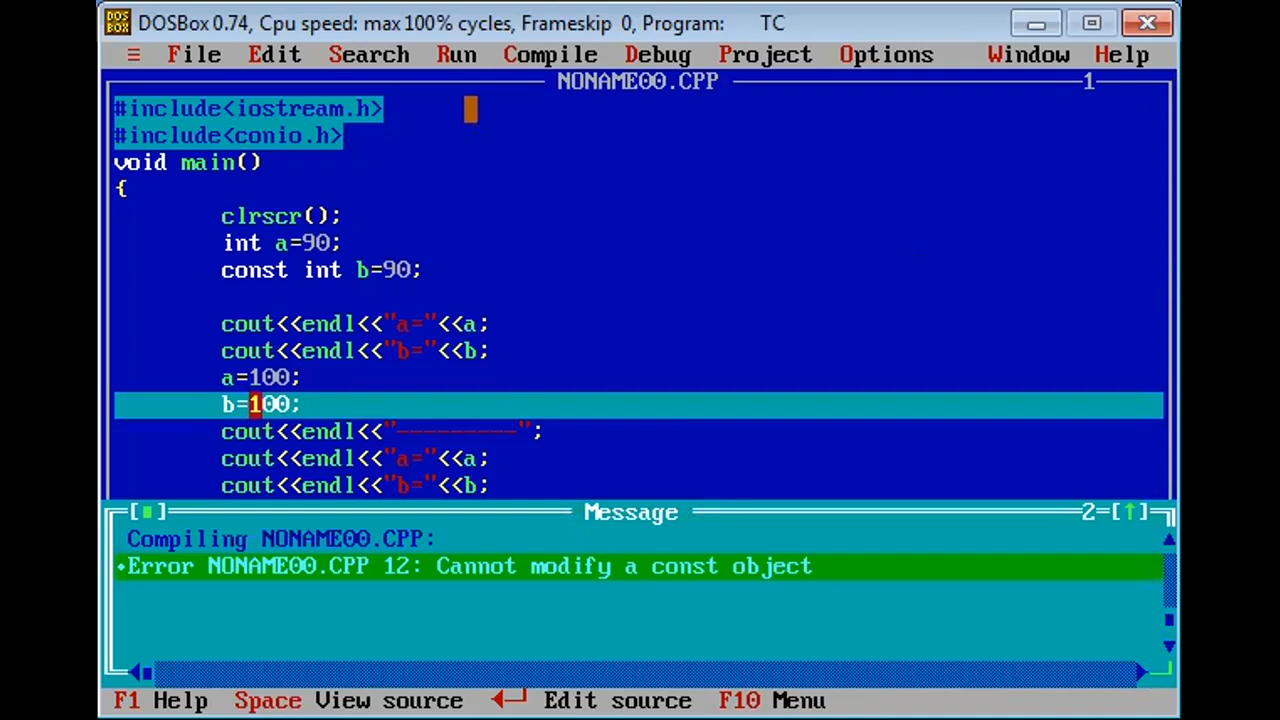 DOS BOX DOSBox 0.74, Cpu speed: max 100% cycles, Frameskip 0, Program: TC
≡ File Edit Search Run Compile Debug Project Options Window Help
NONAME00.CPP 1
#include<iostream.h>
#include<conio.h>
void main()
{
clrscr();
int a=90;
const int b=90;
cout<<endl<<"a="<<a;
cout<<endl<<"b="<<b;
a=100;
b=100;
cout<<endl<<"---------";
cout<<endl<<"a="<<a;
cout<<endl<<"b="<<b;
[■] Message 2=[↑]
Compiling NONAME00.CPP:
•Error NONAME00.CPP 12: Cannot modify a const object
F1 Help Space View source ←┘ Edit source F10 Menu